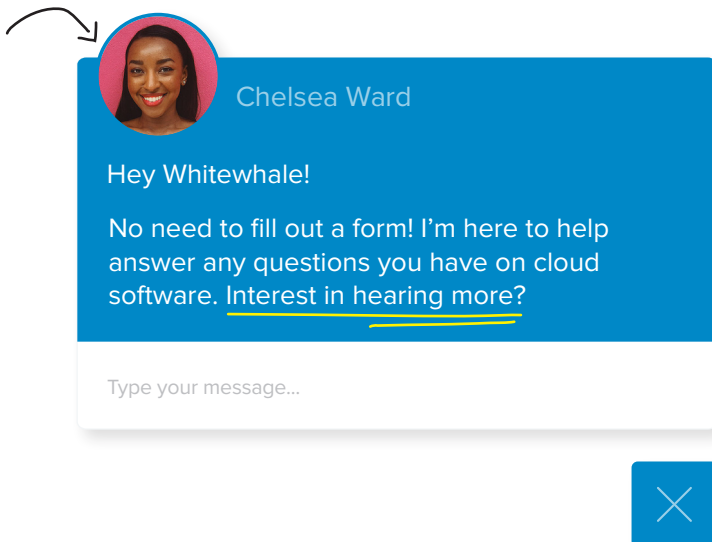 Chelsea Ward
Hey Whitewhale!
No need to fill out a form! I’m here to help
answer any questions you have on cloud
software. Interest in hearing more?
Type your message...